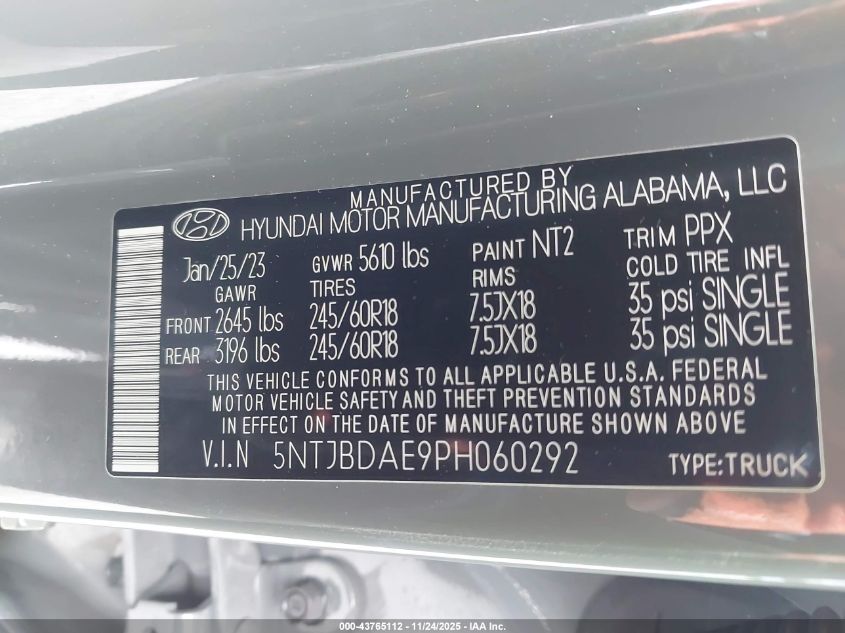 MANUFACTURED BY
HYUNDAI MOTOR MANUFACTURING ALABAMA, LLC
Jan/25/23 GVWR 5610 lbs PAINT NT2 TRIM PPX
GAWR TIRES RIMS COLD TIRE INFL
FRONT 2645 lbs 245/60R18 7.5JX18 35 psi SINGLE
REAR 3196 lbs 245/60R18 7.5JX18 35 psi SINGLE
THIS VEHICLE CONFORMS TO ALL APPLICABLE U.S.A. FEDERAL
MOTOR VEHICLE SAFETY AND THEFT PREVENTION STANDARDS
IN EFFECT ON THE DATE OF MANUFACTURE SHOWN ABOVE
V.I.N 5NTJBDAE9PH060292 TYPE:TRUCK
000-43765112 - 11/24/2025 - IAA Inc.